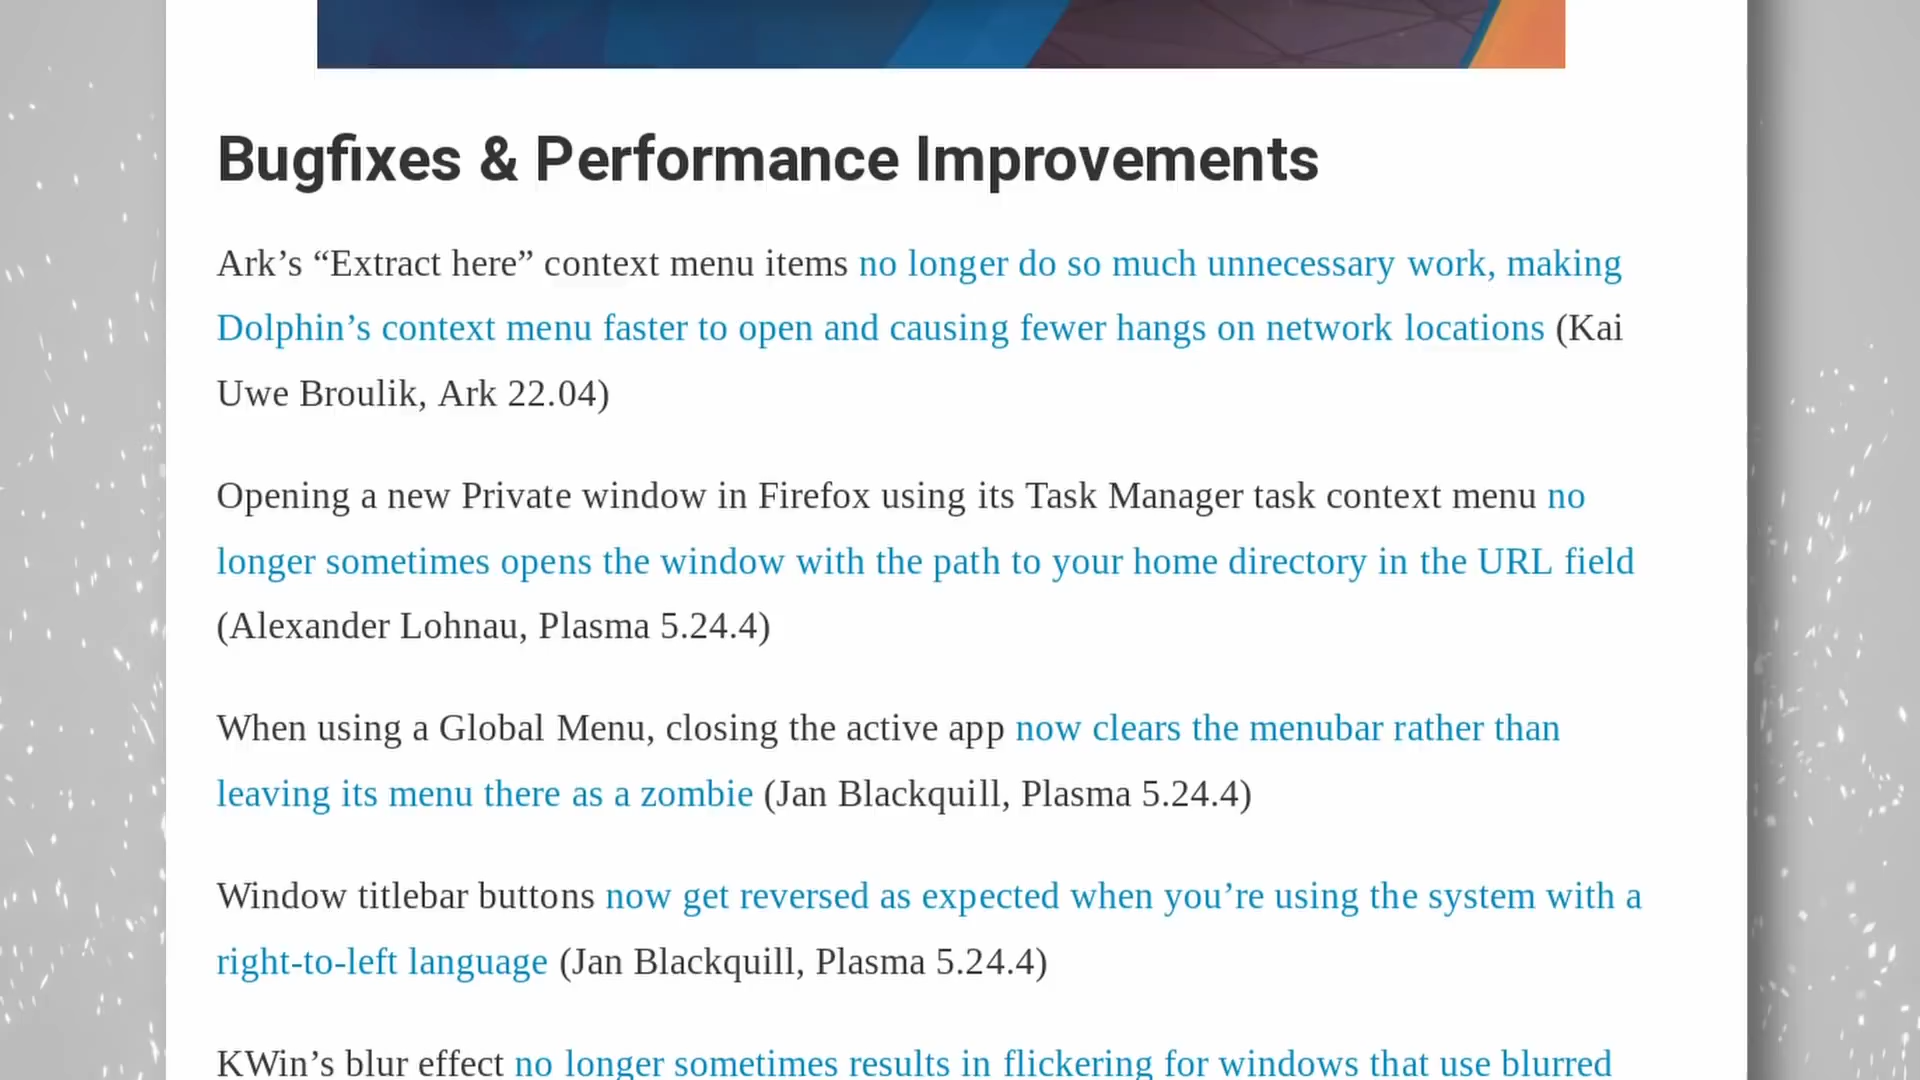 Bugfixes & Performance Improvements
Ark’s “Extract here” context menu items no longer do so much unnecessary work, making
Dolphin’s context menu faster to open and causing fewer hangs on network locations (Kai
Uwe Broulik, Ark 22.04)
Opening a new Private window in Firefox using its Task Manager task context menu no
longer sometimes opens the window with the path to your home directory in the URL field
(Alexander Lohnau, Plasma 5.24.4)
When using a Global Menu, closing the active app now clears the menubar rather than
leaving its menu there as a zombie (Jan Blackquill, Plasma 5.24.4)
Window titlebar buttons now get reversed as expected when you’re using the system with a
right-to-left language (Jan Blackquill, Plasma 5.24.4)
KWin’s blur effect no longer sometimes results in flickering for windows that use blurred